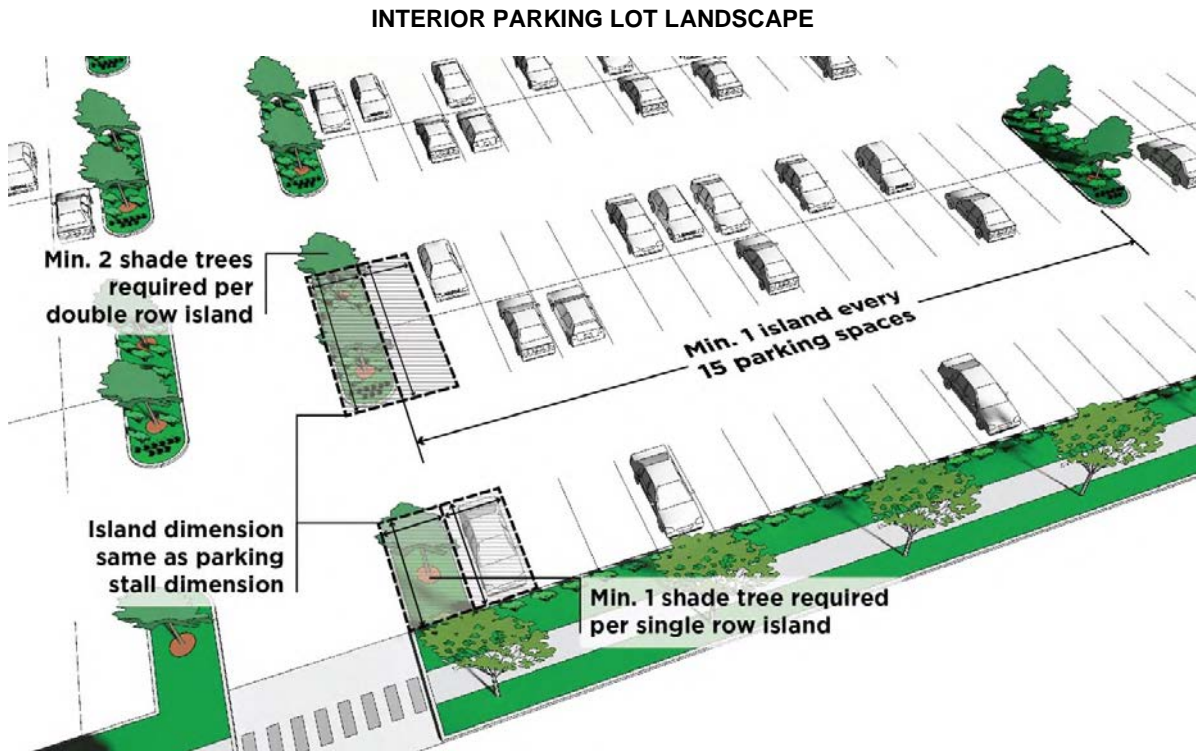 INTERIOR PARKING LOT LANDSCAPE
Min. 2 shade trees
required per
double row island
Min. 1 island every
15 parking spaces
Island dimension
same as parking
stall dimension
Min. 1 shade tree required
per single row island